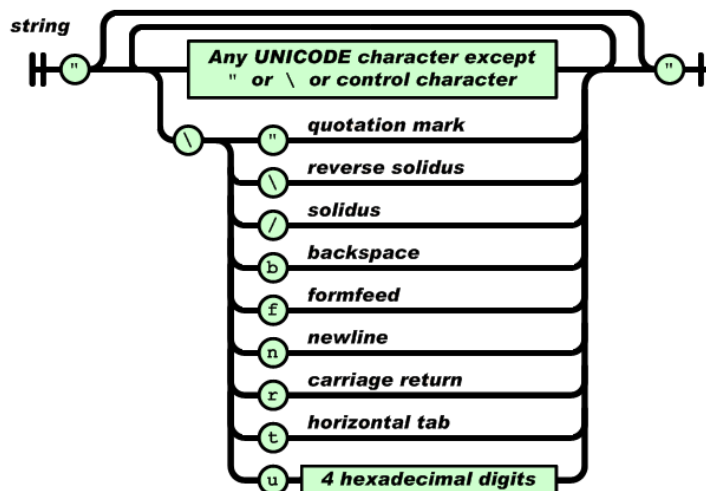 string
" Any UNICODE character except "
" or \ or control character
\ " quotation mark
\ reverse solidus
/ solidus
b backspace
f formfeed
n newline
r carriage return
t horizontal tab
u 4 hexadecimal digits